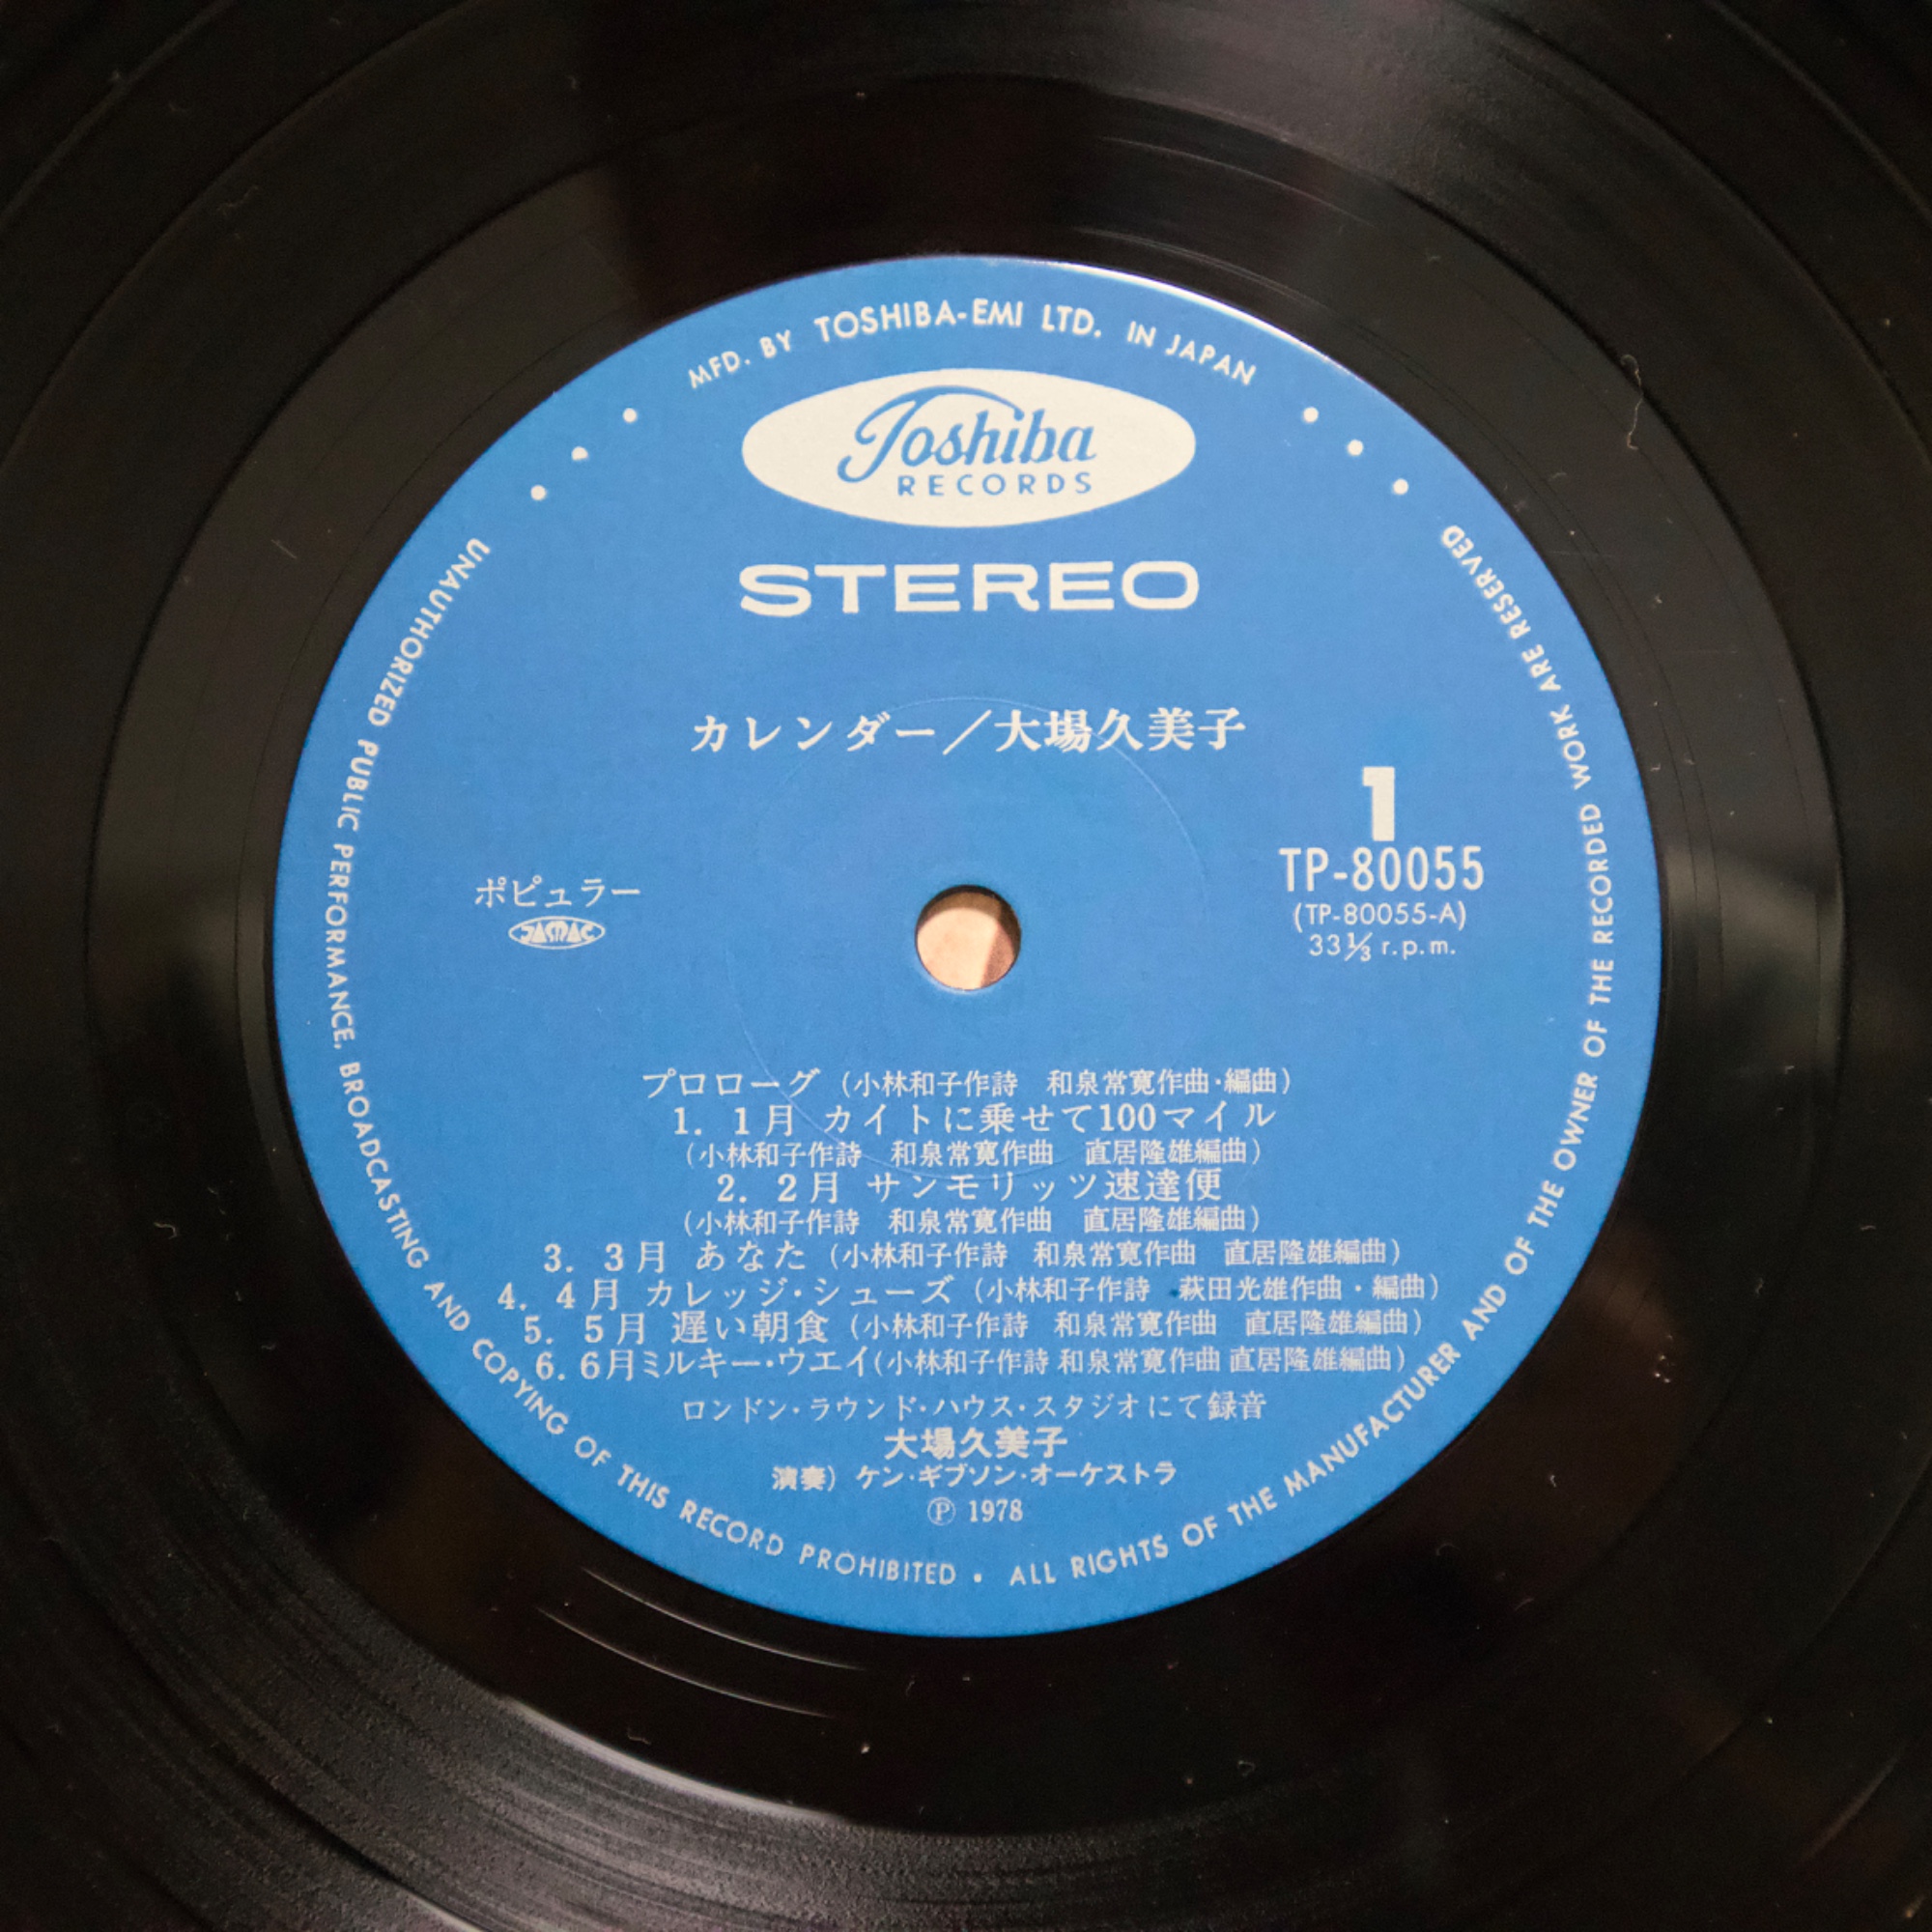 MFD. BY TOSHIBA-EMI LTD. IN JAPAN
Toshiba
RECORDS
STEREO
カレンダー／大場久美子
1
TP-80055
(TP-80055-A)
33⅓ r.p.m.
ポピュラー
JASRAC
プロローグ (小林和子作詩 和泉常寛作曲・編曲)
1. 1月 カイトに乗せて100マイル
(小林和子作詩 和泉常寛作曲 直居隆雄編曲)
2. 2月 サンモリッツ速達便
(小林和子作詩 和泉常寛作曲 直居隆雄編曲)
3. 3月 あなた (小林和子作詩 和泉常寛作曲 直居隆雄編曲)
4. 4月 カレッジ・シューズ (小林和子作詩 萩田光雄作曲・編曲)
5. 5月 遅い朝食 (小林和子作詩 和泉常寛作曲 直居隆雄編曲)
6. 6月ミルキー・ウエイ(小林和子作詩 和泉常寛作曲 直居隆雄編曲)
ロンドン・ラウンド・ハウス・スタジオにて録音
大場久美子
演奏) ケン・ギブソン・オーケストラ
Ⓟ 1978
UNAUTHORIZED PUBLIC PERFORMANCE, BROADCASTING AND COPYING OF THIS RECORD PROHIBITED • ALL RIGHTS OF THE MANUFACTURER AND OF THE OWNER OF THE RECORDED WORK ARE RESERVED